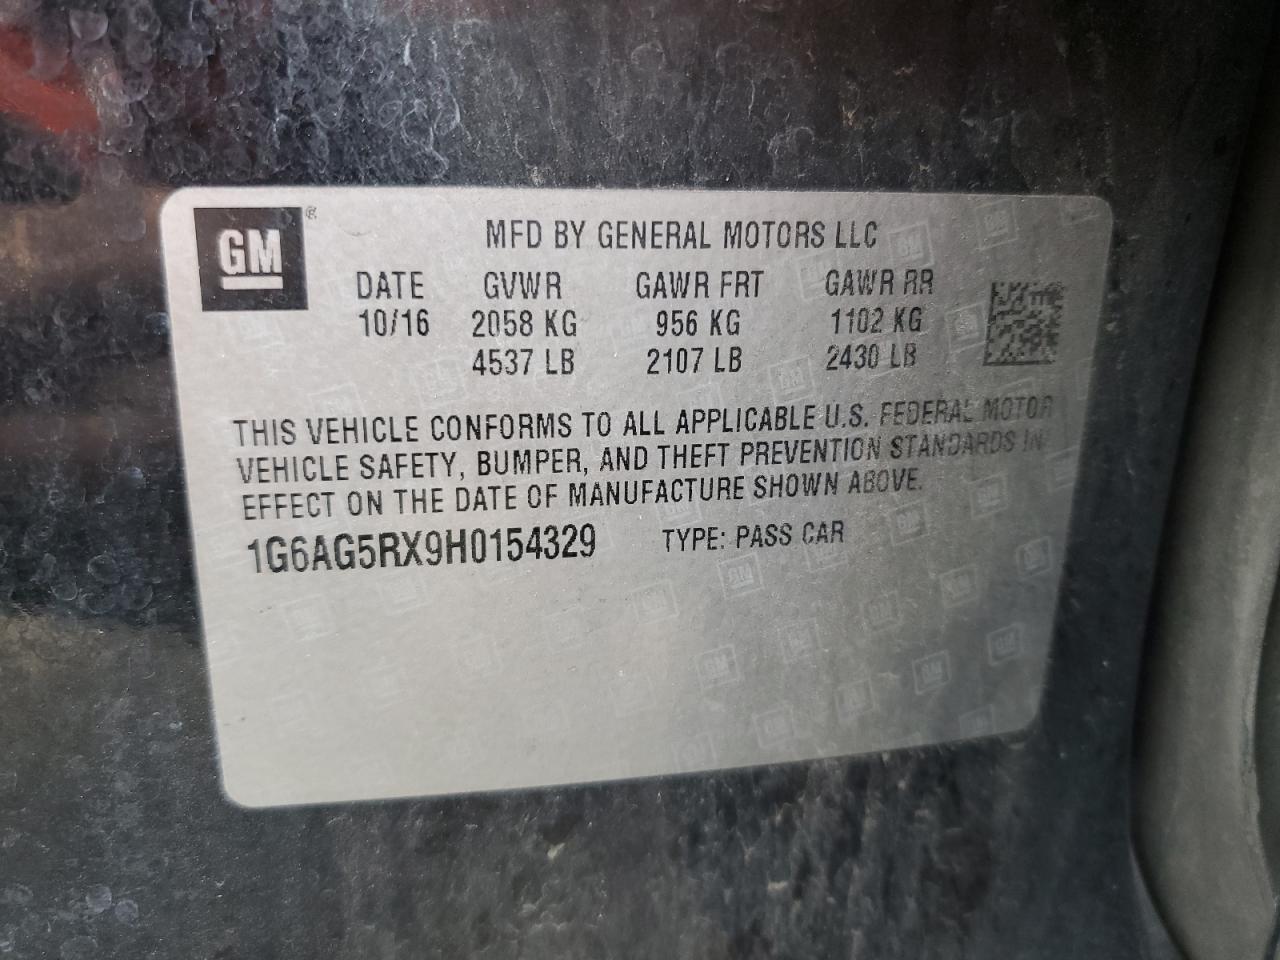 GM ®
MFD BY GENERAL MOTORS LLC
DATE GVWR GAWR FRT GAWR RR
10/16 2058 KG 956 KG 1102 KG
4537 LB 2107 LB 2430 LB
THIS VEHICLE CONFORMS TO ALL APPLICABLE U.S. FEDERAL MOTOR
VEHICLE SAFETY, BUMPER, AND THEFT PREVENTION STANDARDS IN
EFFECT ON THE DATE OF MANUFACTURE SHOWN ABOVE.
1G6AG5RX9H0154329 TYPE: PASS CAR